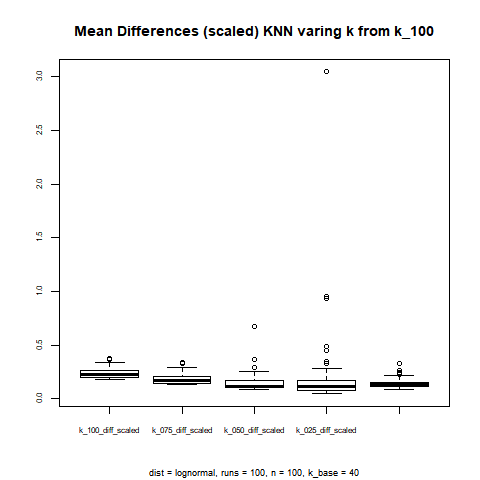 Mean Differences (scaled) KNN varing k from k_100
3.0
2.5
2.0
1.5
1.0
0.5
0.0
k_100_diff_scaled k_075_diff_scaled k_050_diff_scaled k_025_diff_scaled
dist = lognormal, runs = 100, n = 100, k_base = 40